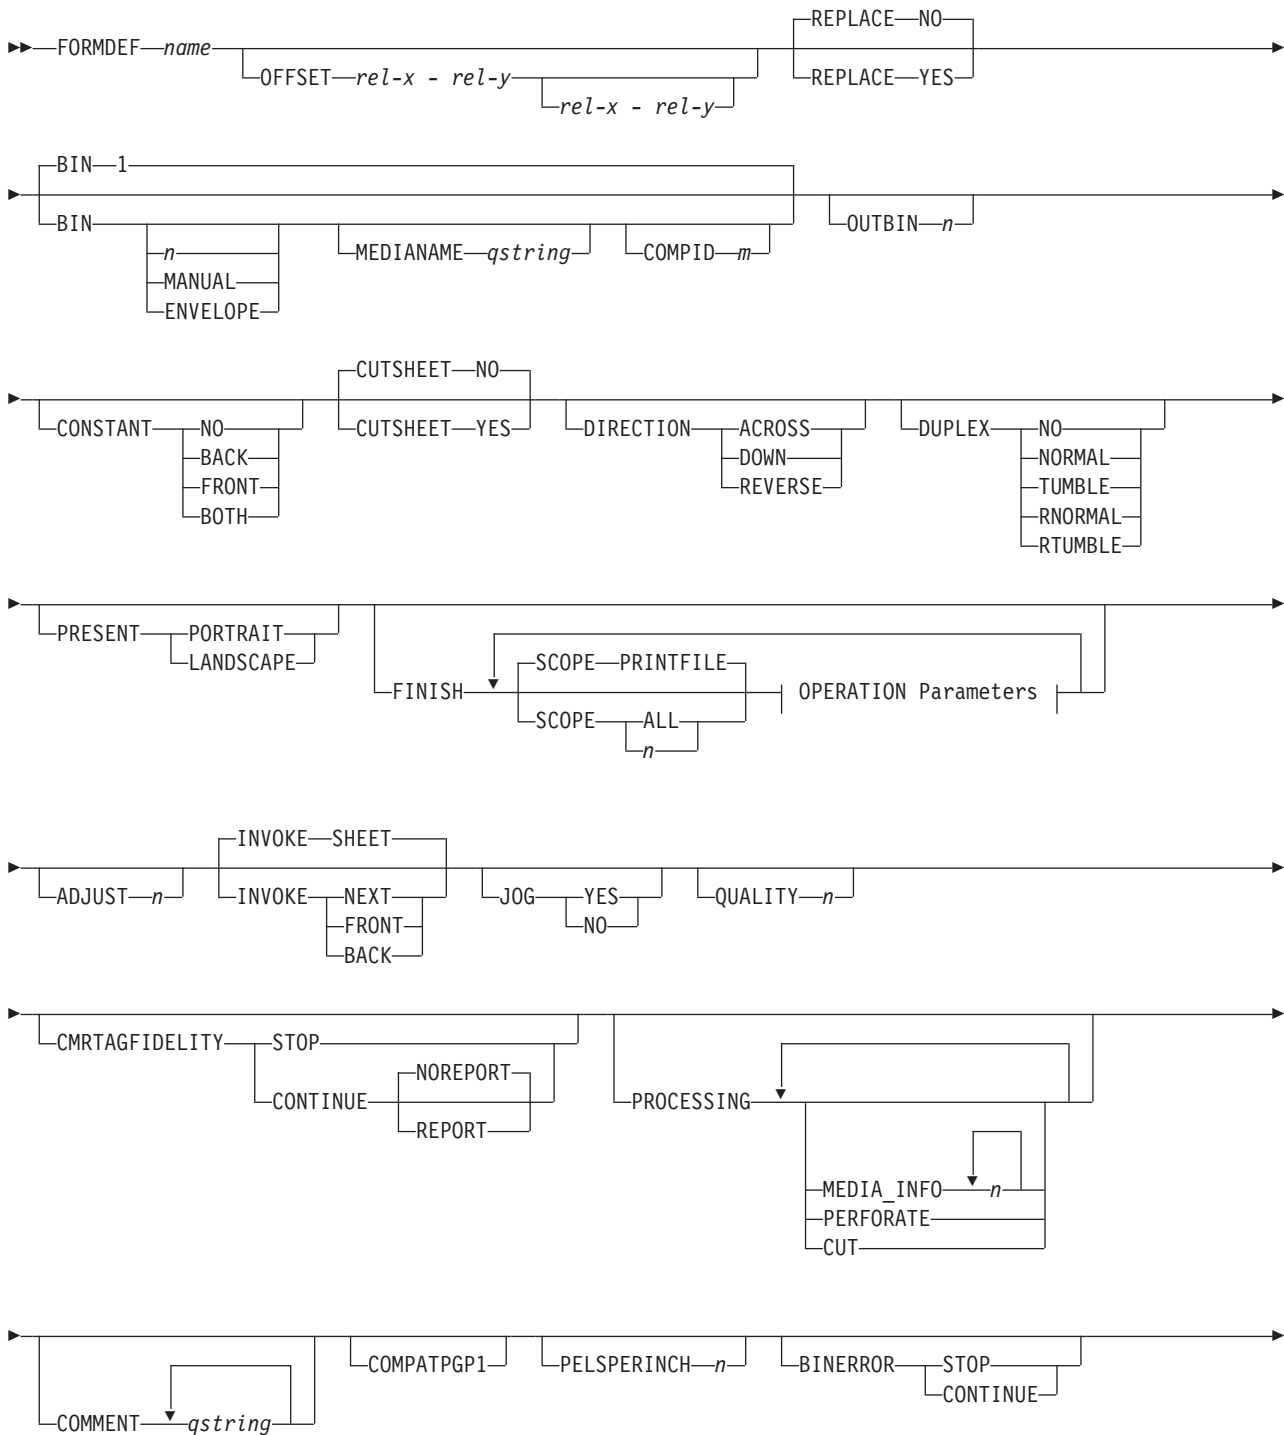 REPLACE NO
FORMDEF name
OFFSET rel-x - rel-y
REPLACE YES
rel-x - rel-y
BIN 1
BIN
OUTBIN n
n
MEDIANAME qstring
COMPID m
MANUAL
ENVELOPE
CUTSHEET NO
CONSTANT NO
CUTSHEET YES
DIRECTION ACROSS
DUPLEX NO
BACK
DOWN
NORMAL
FRONT
REVERSE
TUMBLE
BOTH
RNORMAL
RTUMBLE
PRESENT PORTRAIT
LANDSCAPE
SCOPE PRINTFILE
FINISH
OPERATION Parameters
SCOPE ALL
n
INVOKE SHEET
ADJUST n
INVOKE NEXT
JOG YES
QUALITY n
FRONT
NO
BACK
CMRTAGFIDELITY STOP
NOREPORT
CONTINUE
PROCESSING
REPORT
MEDIA_INFO n
PERFORATE
CUT
COMPATPGP1
PELSPERINCH n
BINERROR STOP
CONTINUE
COMMENT qstring